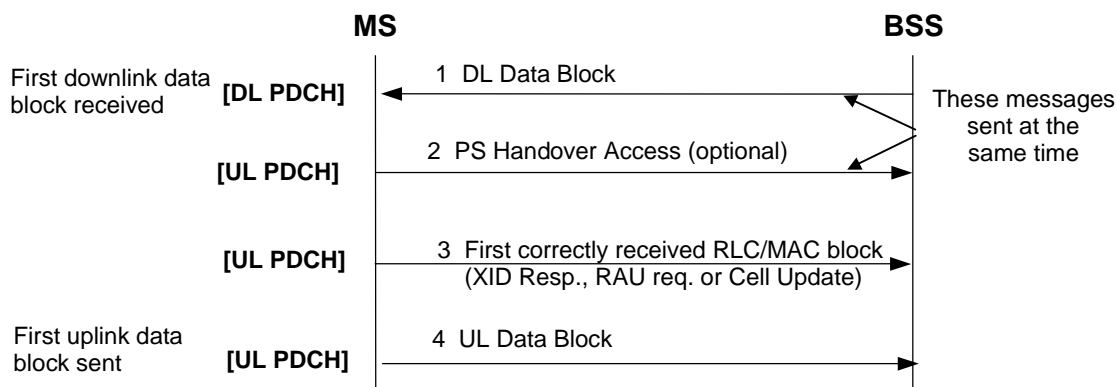 MS
BSS
First downlink data
block received
[DL PDCH]
1 DL Data Block
These messages
sent at the
same time
2 PS Handover Access (optional)
[UL PDCH]
3 First correctly received RLC/MAC block
(XID Resp., RAU req. or Cell Update)
[UL PDCH]
First uplink data
block sent
4 UL Data Block
[UL PDCH]